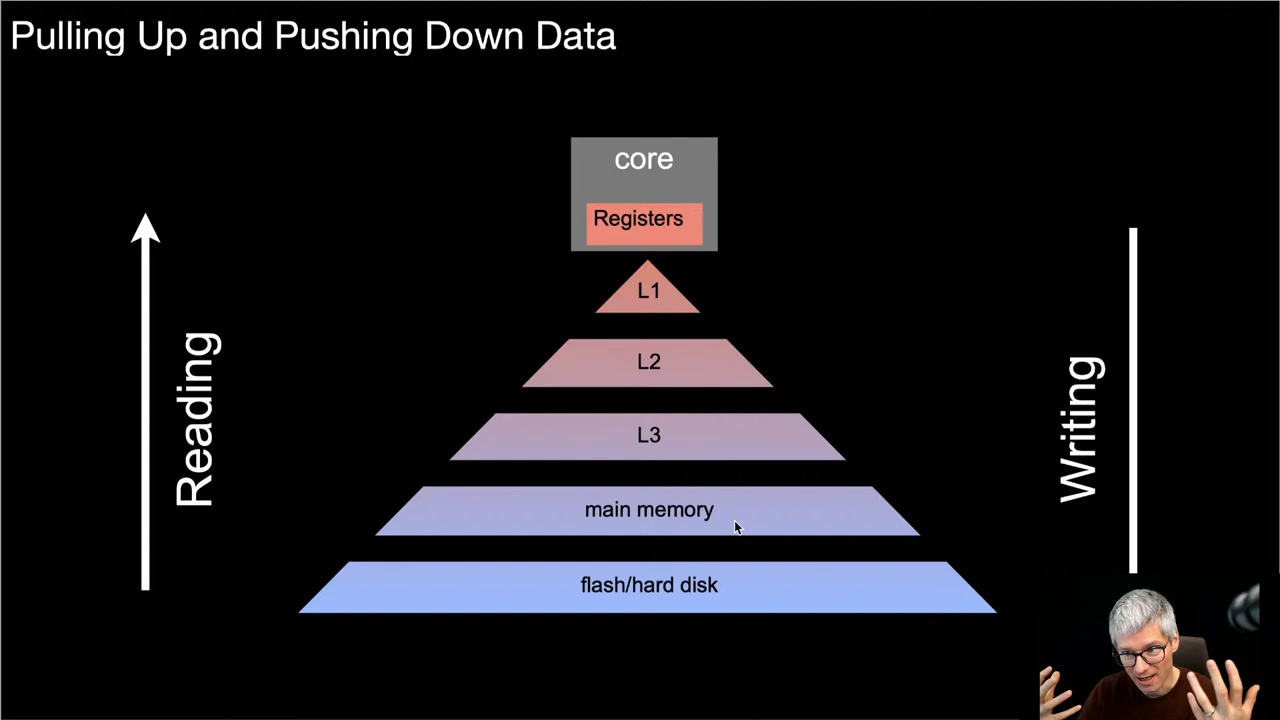 Pulling Up and Pushing Down Data
core
Registers
L1
L2
L3
main memory
flash/hard disk
Reading
Writing